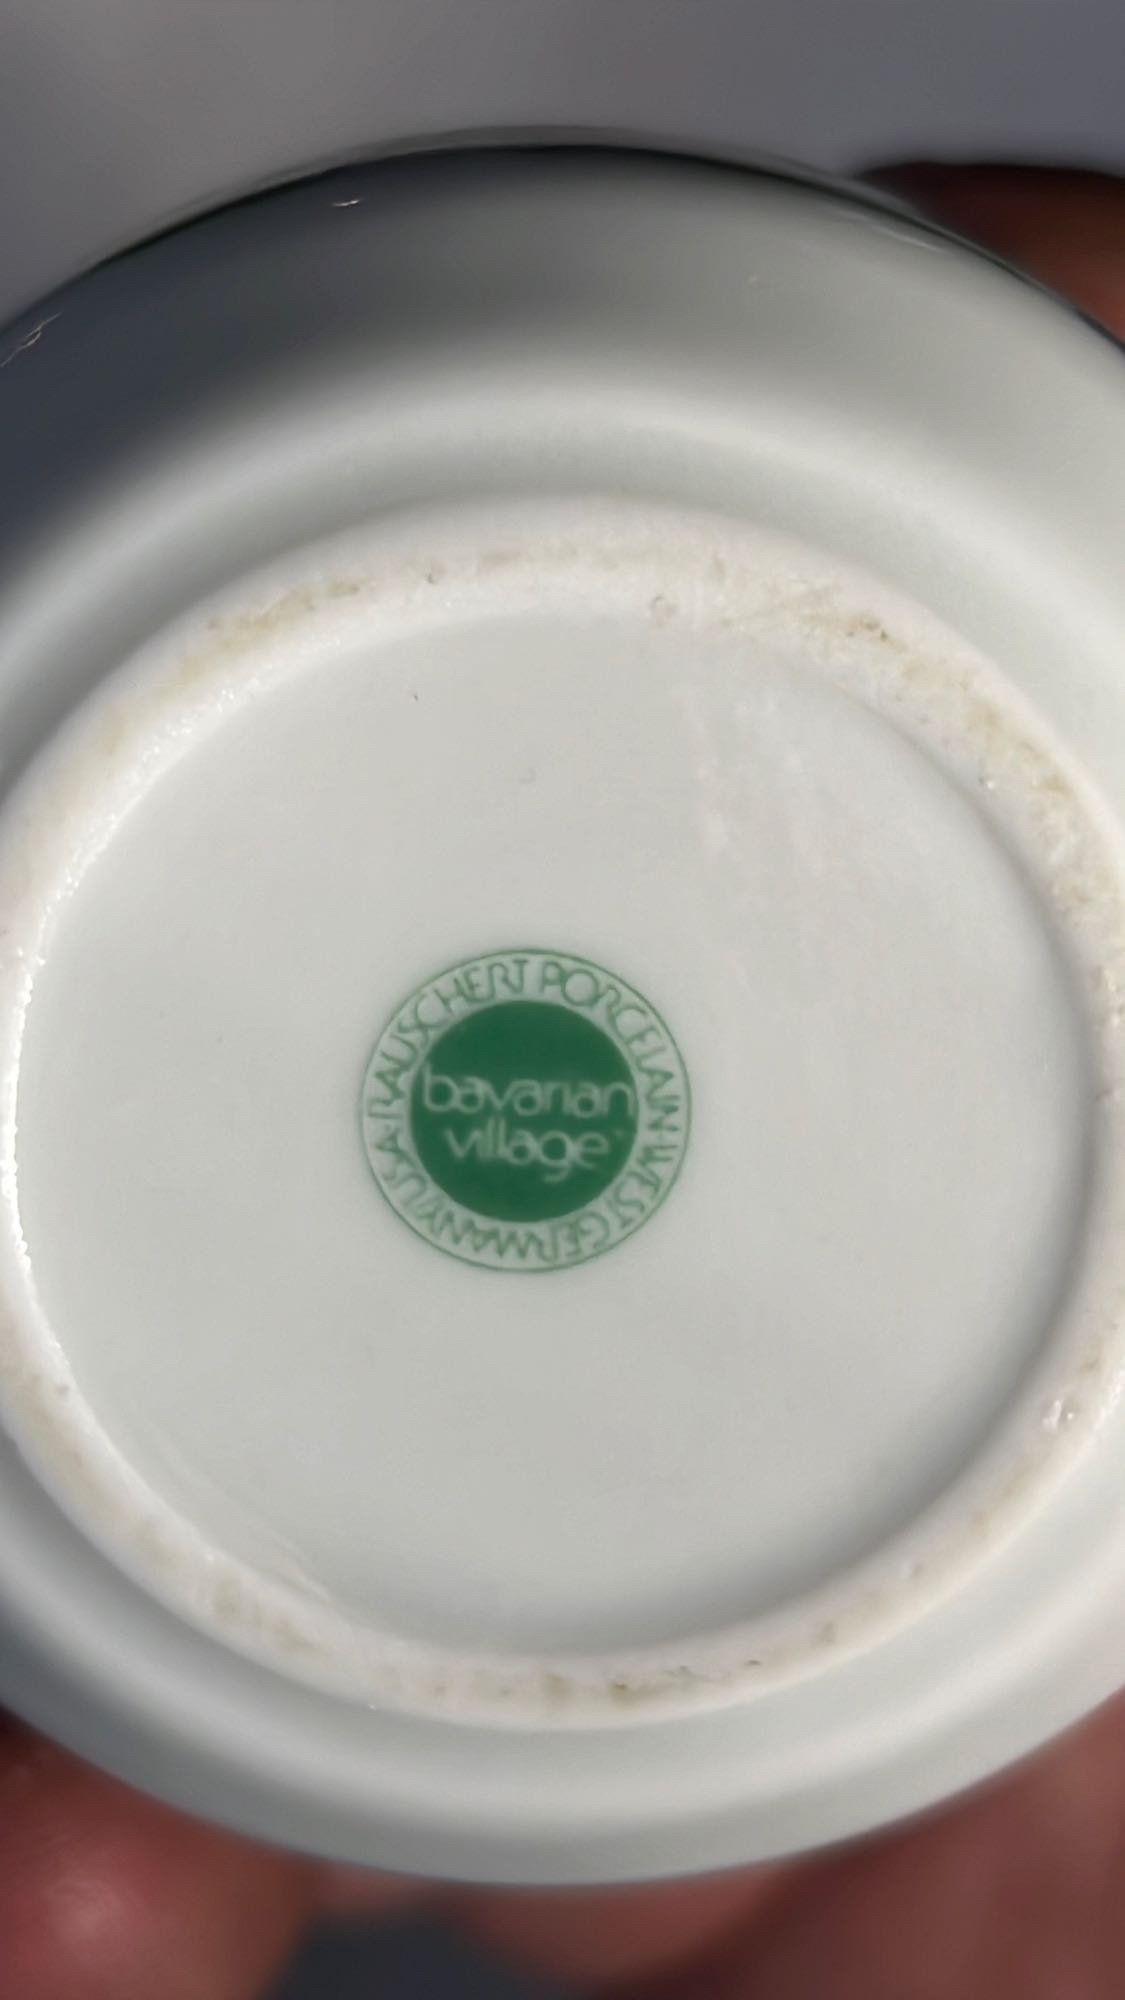 RAUSCHERT PORCELAIN·WEST GERMANY/USA·
bavarian
village